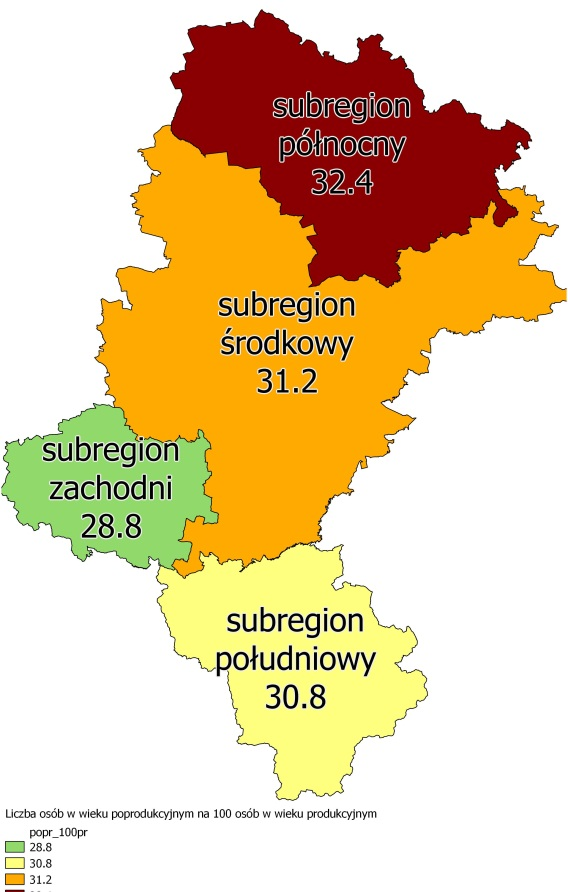 subregion
północny
32.4
subregion
środkowy
31.2
subregion
zachodni
28.8
subregion
południowy
30.8
Liczba osób w wieku poprodukcyjnym na 100 osób w wieku produkcyjnym
popr_100pr
28.8
30.8
31.2